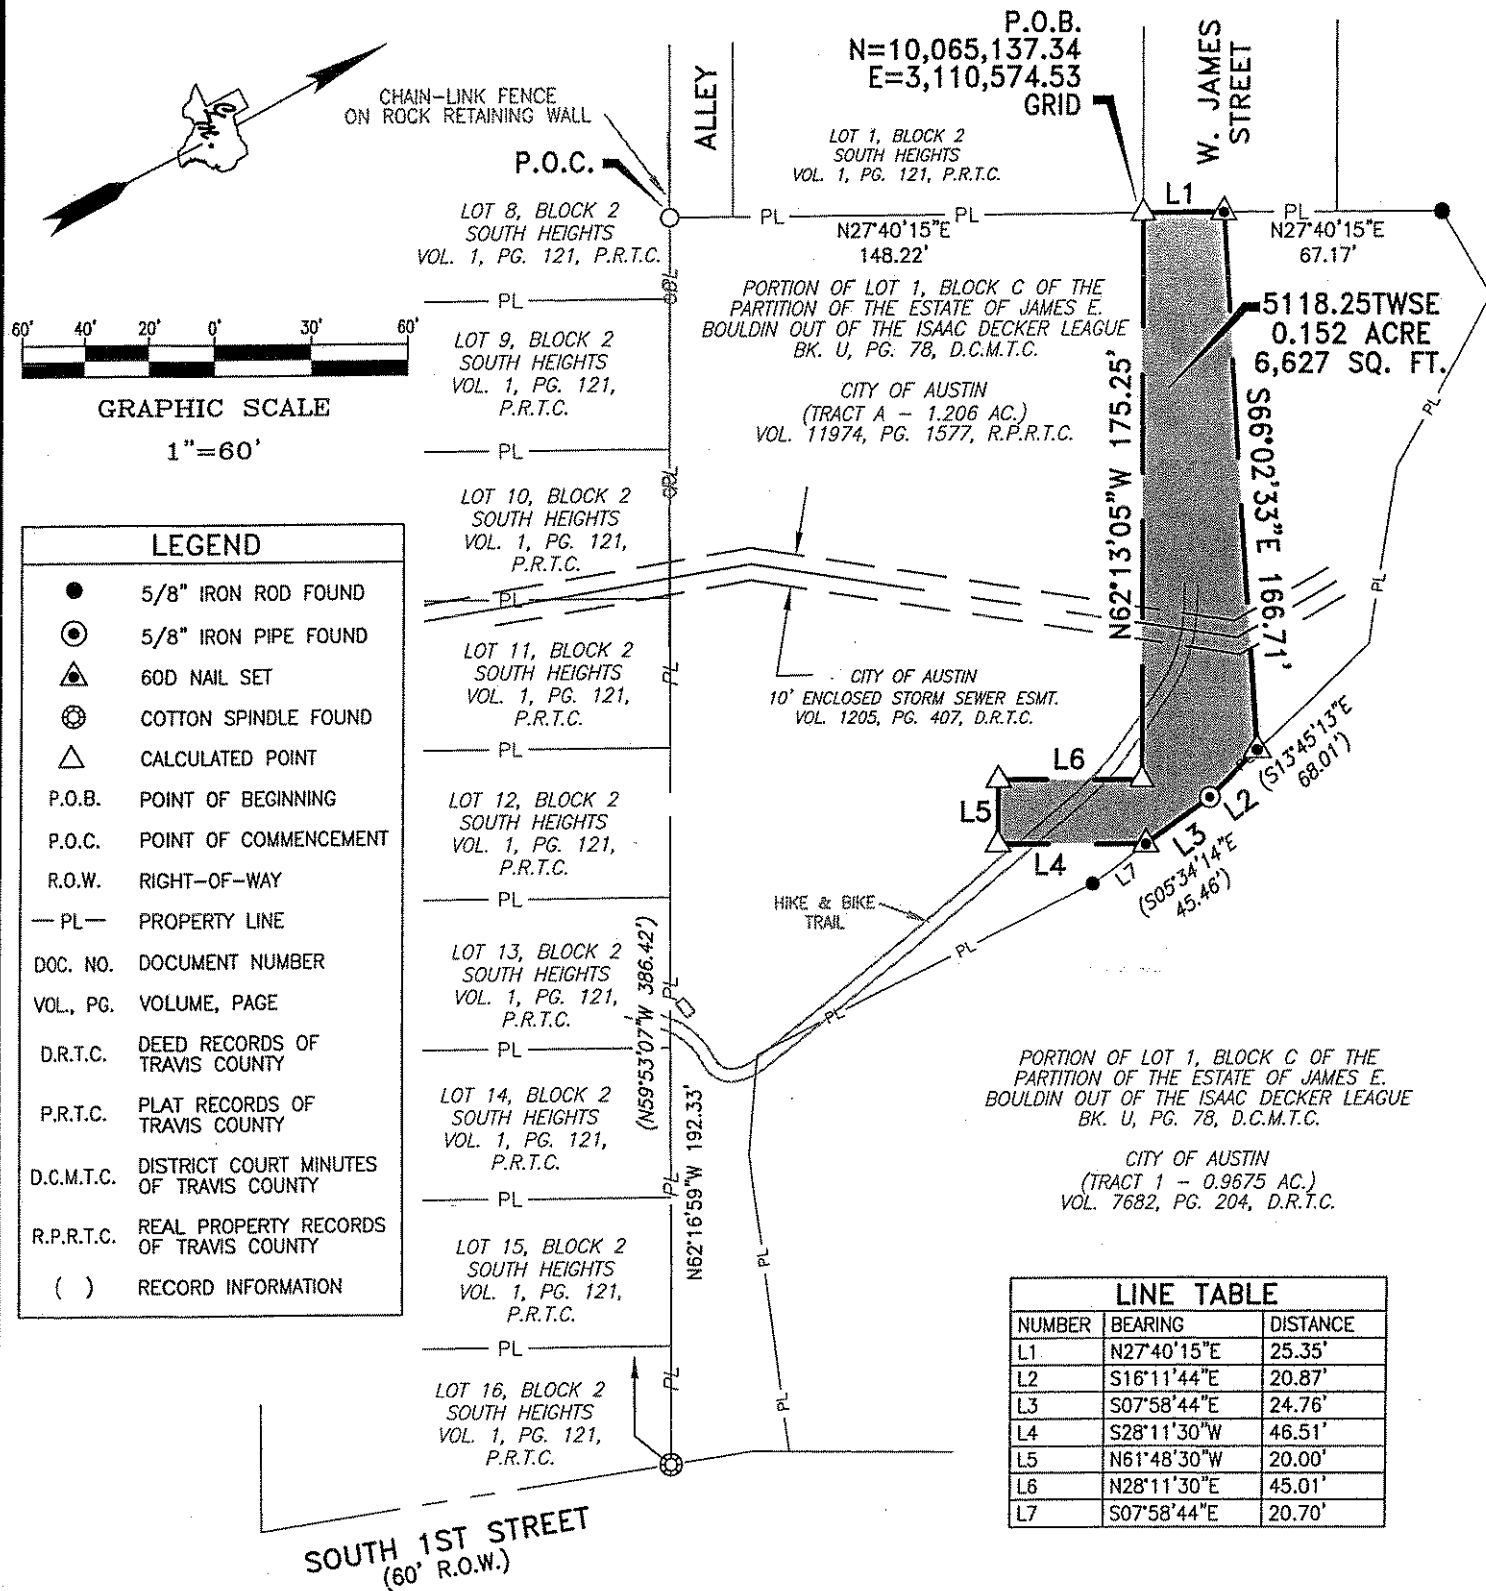 P.O.B.
N=10,065,137.34
E=3,110,574.53
GRID
W. JAMES
STREET
ALLEY
CHAIN-LINK FENCE
ON ROCK RETAINING WALL
P.O.C.
LOT 1, BLOCK 2
SOUTH HEIGHTS
VOL. 1, PG. 121, P.R.T.C.
L1
PL
PL
PL
N27°40'15"E
148.22'
N27°40'15"E
67.17'
LOT 8, BLOCK 2
SOUTH HEIGHTS
VOL. 1, PG. 121, P.R.T.C.
PL
PL
60' 40' 20' 0' 30' 60'
GRAPHIC SCALE
1"=60'
PORTION OF LOT 1, BLOCK C OF THE
PARTITION OF THE ESTATE OF JAMES E.
BOULDIN OUT OF THE ISAAC DECKER LEAGUE
BK. U, PG. 78, D.C.M.T.C.
CITY OF AUSTIN
(TRACT A - 1.206 AC.)
VOL. 11974, PG. 1577, R.P.R.T.C.
5118.25TWSE
0.152 ACRE
6,627 SQ. FT.
N62°13'05"W 175.25'
S66°02'33"E 166.71'
PL
PL
LOT 9, BLOCK 2
SOUTH HEIGHTS
VOL. 1, PG. 121,
P.R.T.C.
PL
PL
LOT 10, BLOCK 2
SOUTH HEIGHTS
VOL. 1, PG. 121,
P.R.T.C.
PL
LOT 11, BLOCK 2
SOUTH HEIGHTS
VOL. 1, PG. 121,
P.R.T.C.
PL
PL
CITY OF AUSTIN
10' ENCLOSED STORM SEWER ESMT.
VOL. 1205, PG. 407, D.R.T.C.
L6
L5
L4
L3
L2
L7
PL
(S13°45'13"E
68.01')
(S05°34'14"E
45.46')
LOT 12, BLOCK 2
SOUTH HEIGHTS
VOL. 1, PG. 121,
P.R.T.C.
PL
HIKE & BIKE
TRAIL
PL
PL
LOT 13, BLOCK 2
SOUTH HEIGHTS
VOL. 1, PG. 121,
P.R.T.C.
PL
PL
(N59°53'07"W 386.42')
N62°16'59"W 192.33'
LOT 14, BLOCK 2
SOUTH HEIGHTS
VOL. 1, PG. 121,
P.R.T.C.
PL
PL
LOT 15, BLOCK 2
SOUTH HEIGHTS
VOL. 1, PG. 121,
P.R.T.C.
PL
PL
PL
PL
LOT 16, BLOCK 2
SOUTH HEIGHTS
VOL. 1, PG. 121,
P.R.T.C.
SOUTH 1ST STREET
(60' R.O.W.)
PORTION OF LOT 1, BLOCK C OF THE
PARTITION OF THE ESTATE OF JAMES E.
BOULDIN OUT OF THE ISAAC DECKER LEAGUE
BK. U, PG. 78, D.C.M.T.C.
CITY OF AUSTIN
(TRACT 1 - 0.9675 AC.)
VOL. 7682, PG. 204, D.R.T.C.
LEGEND
5/8" IRON ROD FOUND
5/8" IRON PIPE FOUND
60D NAIL SET
COTTON SPINDLE FOUND
CALCULATED POINT
P.O.B. POINT OF BEGINNING
P.O.C. POINT OF COMMENCEMENT
R.O.W. RIGHT-OF-WAY
PL PROPERTY LINE
DOC. NO. DOCUMENT NUMBER
VOL., PG. VOLUME, PAGE
D.R.T.C. DEED RECORDS OF
TRAVIS COUNTY
P.R.T.C. PLAT RECORDS OF
TRAVIS COUNTY
D.C.M.T.C. DISTRICT COURT MINUTES
OF TRAVIS COUNTY
R.P.R.T.C. REAL PROPERTY RECORDS
OF TRAVIS COUNTY
( ) RECORD INFORMATION
LINE TABLE
NUMBER BEARING DISTANCE
L1 N27°40'15"E 25.35'
L2 S16°11'44"E 20.87'
L3 S07°58'44"E 24.76'
L4 S28°11'30"W 46.51'
L5 N61°48'30"W 20.00'
L6 N28°11'30"E 45.01'
L7 S07°58'44"E 20.70'